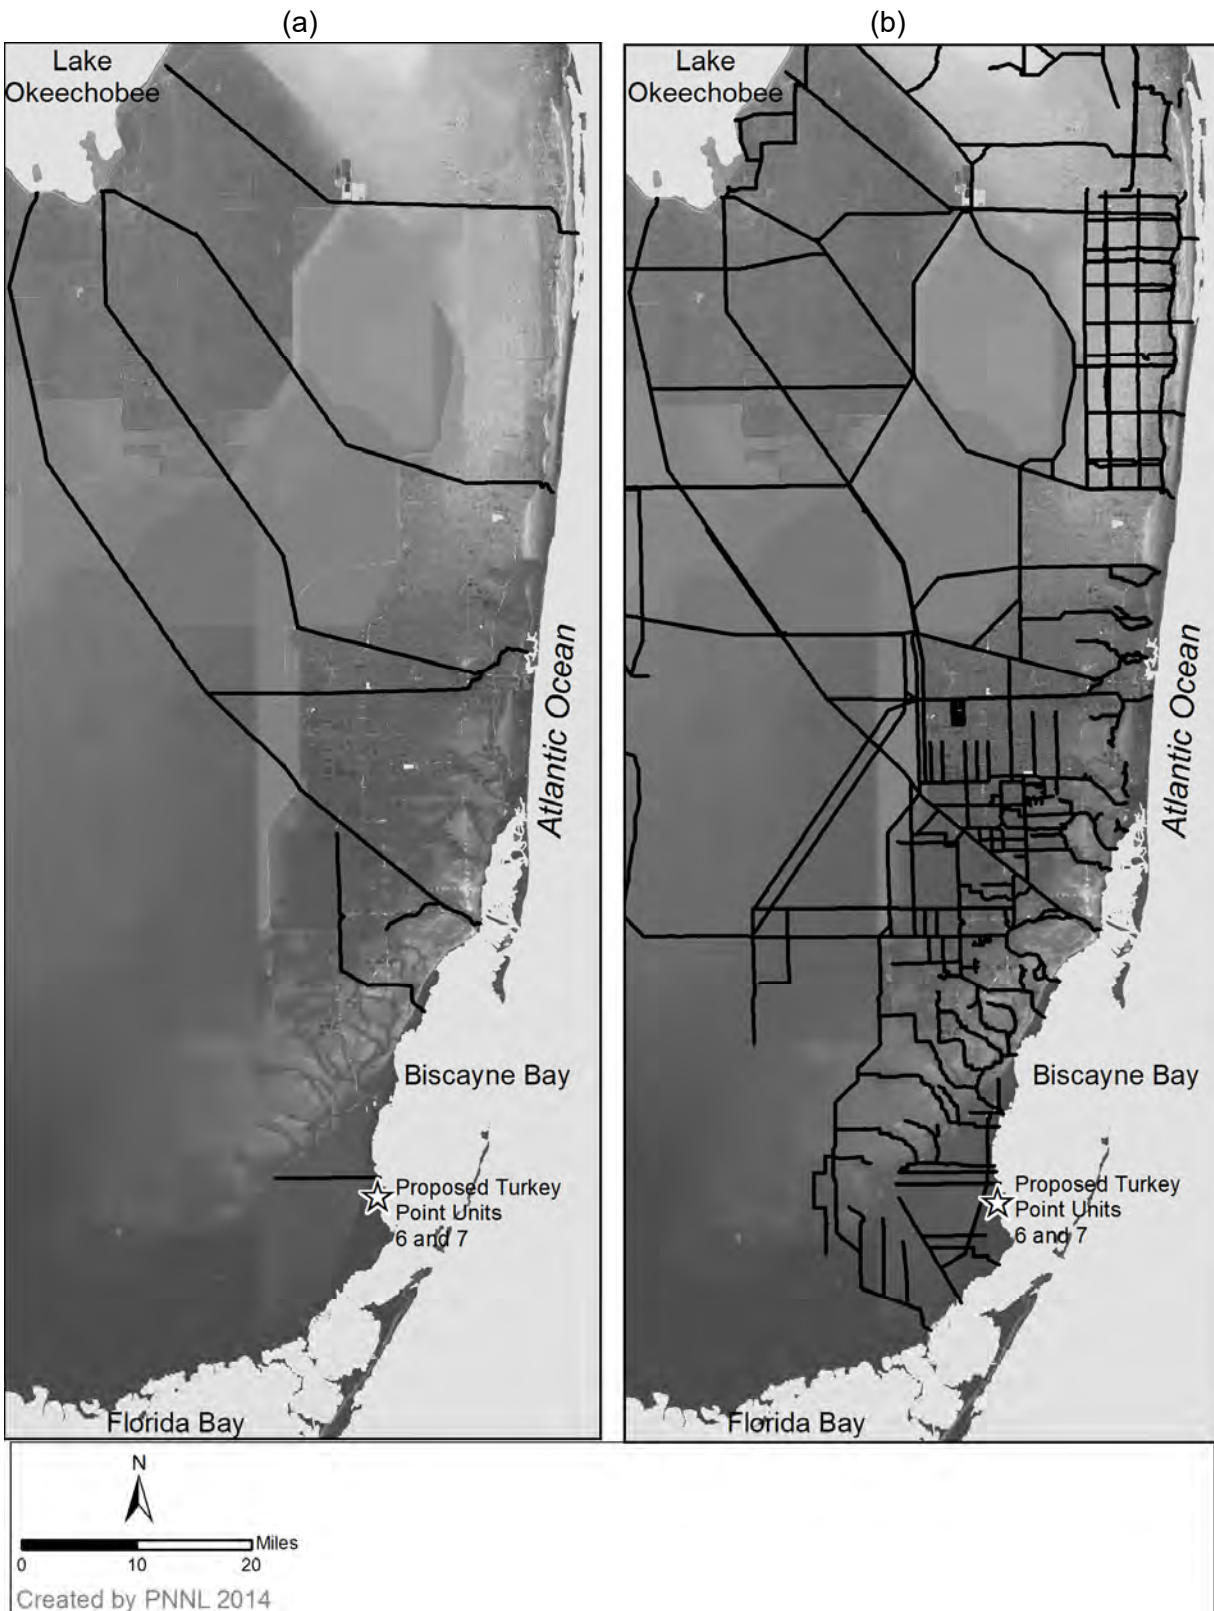 (a)
(b)
Lake
Okeechobee
Lake
Okeechobee
Atlantic Ocean
Atlantic Ocean
Biscayne Bay
Biscayne Bay
Proposed Turkey
Point Units
6 and 7
Proposed Turkey
Point Units
6 and 7
Florida Bay
Florida Bay
N
Miles
0 10 20
Created by PNNL 2014